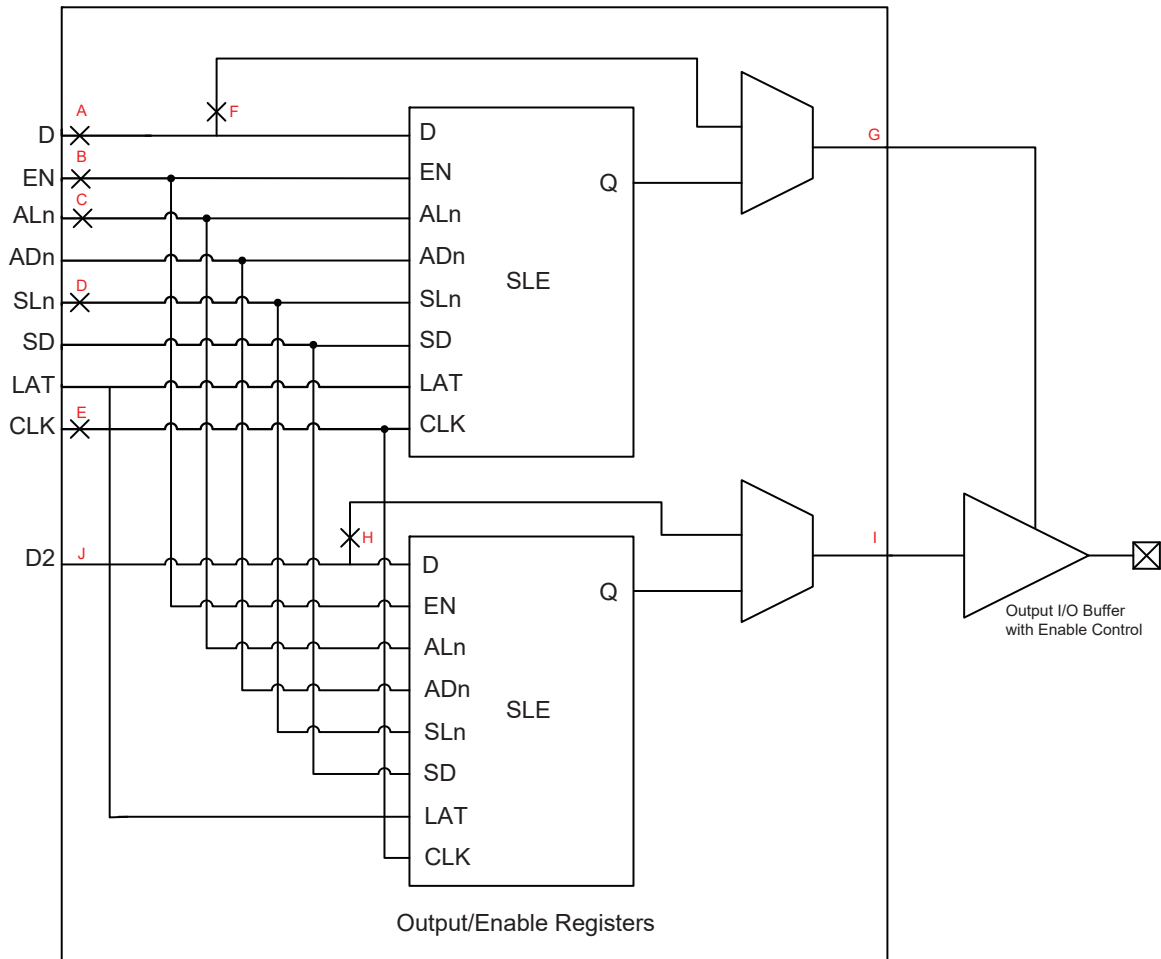 A
F
D
D
G
B
EN
EN
Q
C
ALn
ALn
ADn
ADn
SLE
D
SLn
SLn
SD
SD
LAT
LAT
E
CLK
CLK
H
I
J
D2
D
Q
EN
Output I/O Buffer
with Enable Control
ALn
ADn
SLE
SLn
SD
LAT
CLK
Output/Enable Registers